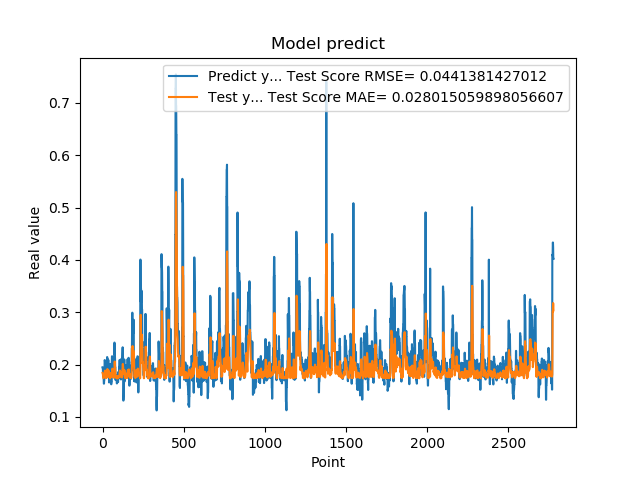 Model predict
Predict y... Test Score RMSE= 0.0441381427012
Test y... Test Score MAE= 0.028015059898056607
0.7
0.6
0.5
0.4
0.3
0.2
0.1
Real value
0 500 1000 1500 2000 2500
Point